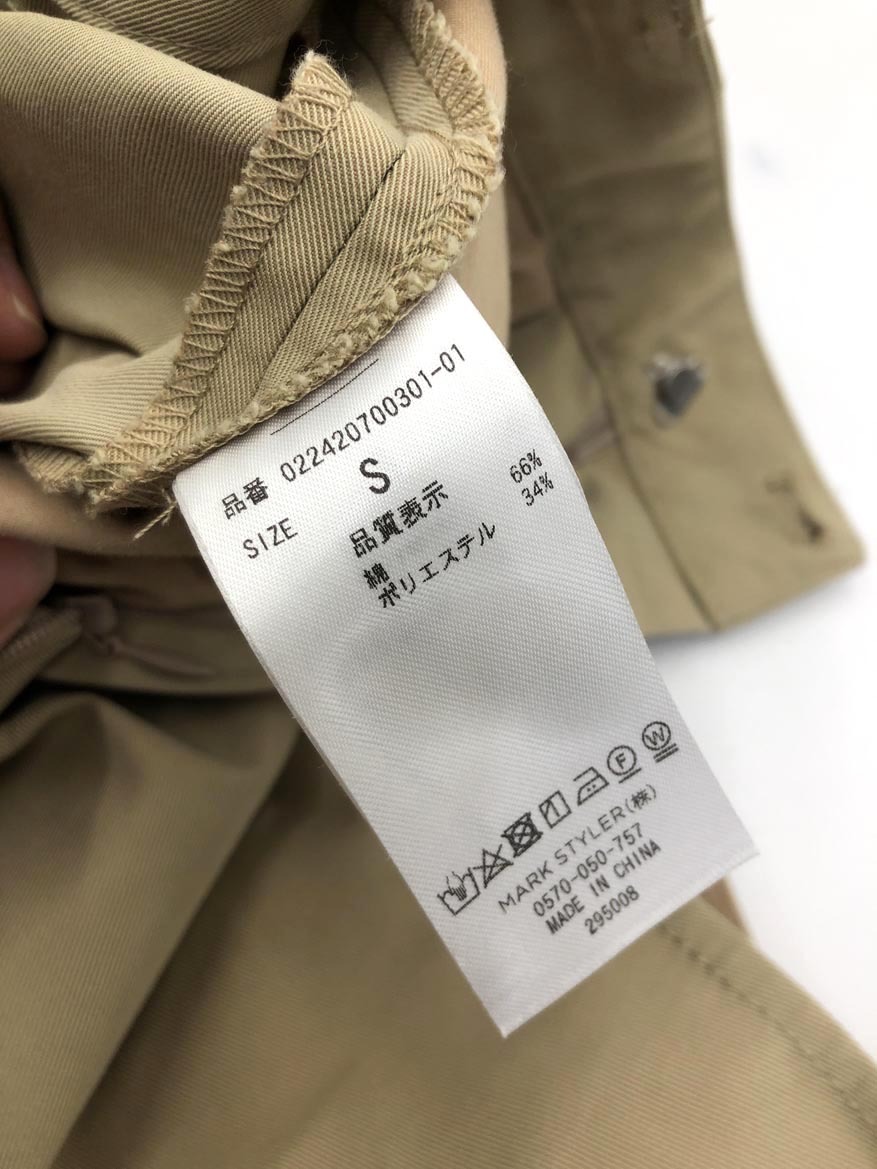 品番 022420700301-01
SIZE S
品質表示
綿 66%
ポリエステル 34%
F W
MARK STYLER(株)
0570-050-757
MADE IN CHINA
295008